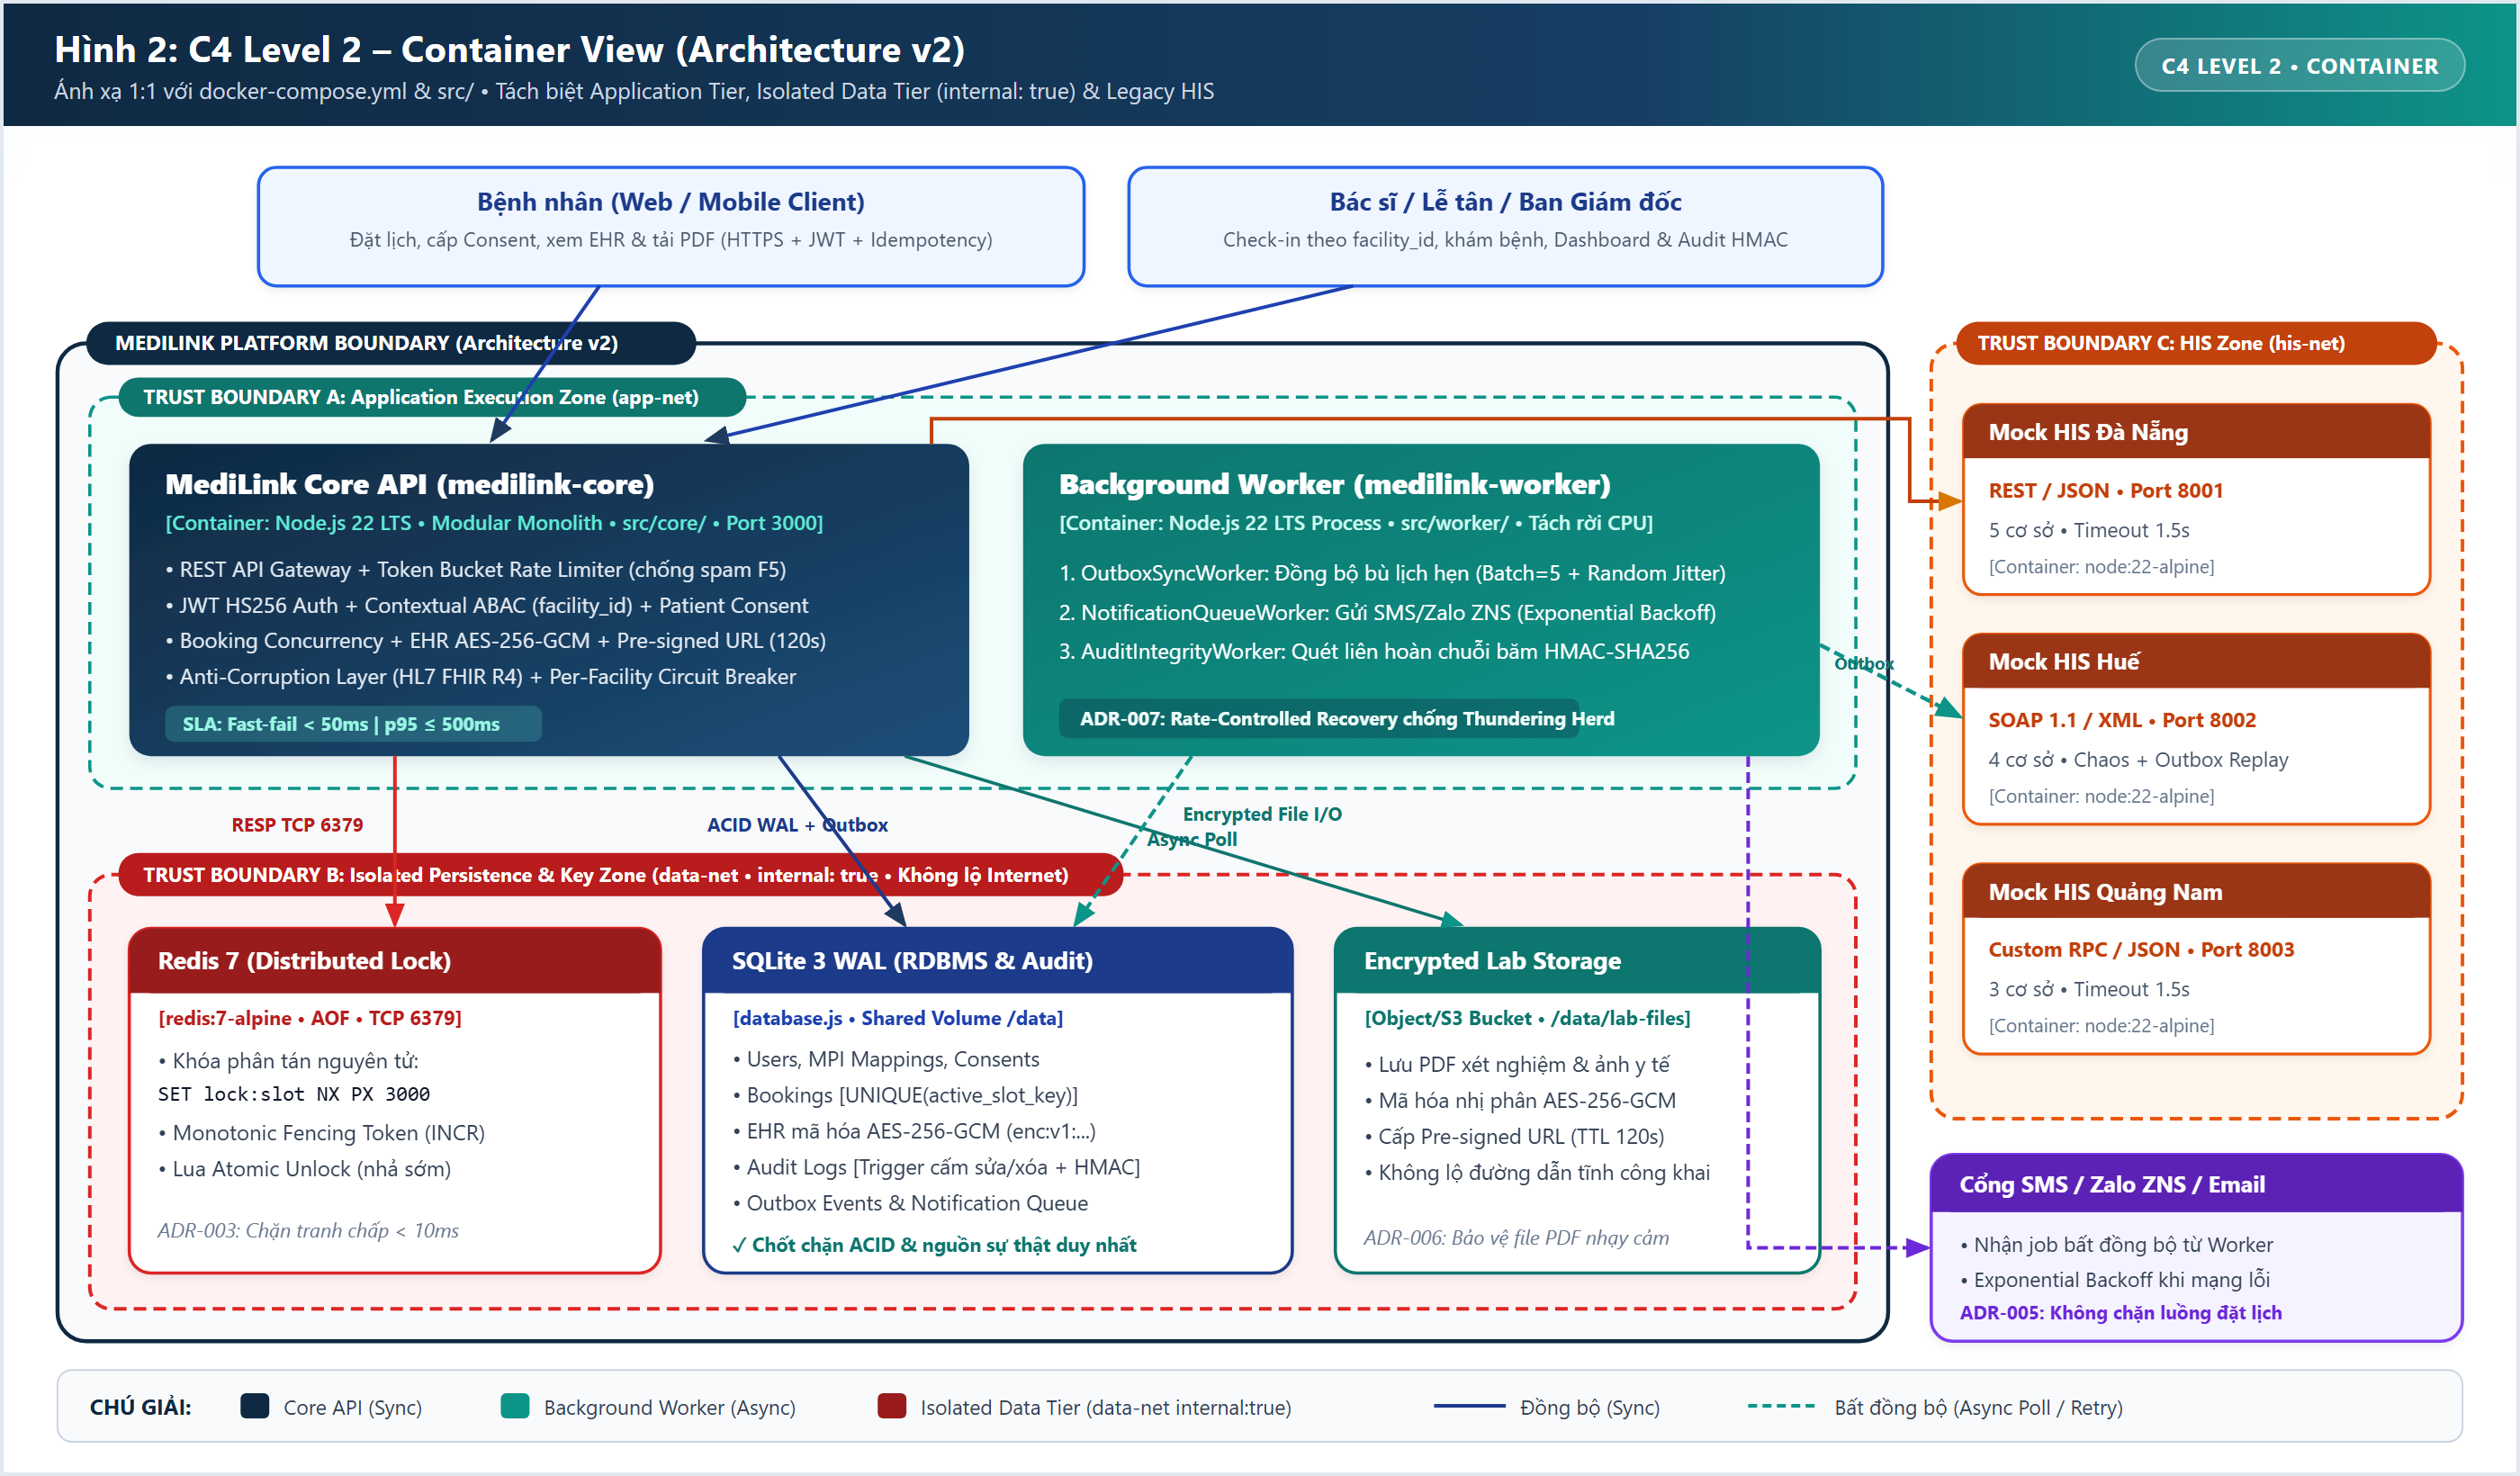 Hình 2: C4 Level 2 – Container View (Architecture v2)
Ánh xạ 1:1 với docker-compose.yml & src/ • Tách biệt Application Tier, Isolated Data Tier (internal: true) & Legacy HIS
C4 LEVEL 2 • CONTAINER
Bệnh nhân (Web / Mobile Client)
Đặt lịch, cấp Consent, xem EHR & tải PDF (HTTPS + JWT + Idempotency)
Bác sĩ / Lễ tân / Ban Giám đốc
Check-in theo facility_id, khám bệnh, Dashboard & Audit HMAC
MEDILINK PLATFORM BOUNDARY (Architecture v2)
TRUST BOUNDARY A: Application Execution Zone (app-net)
MediLink Core API (medilink-core)
[Container: Node.js 22 LTS • Modular Monolith • src/core/ • Port 3000]
• REST API Gateway + Token Bucket Rate Limiter (chống spam F5)
• JWT HS256 Auth + Contextual ABAC (facility_id) + Patient Consent
• Booking Concurrency + EHR AES-256-GCM + Pre-signed URL (120s)
• Anti-Corruption Layer (HL7 FHIR R4) + Per-Facility Circuit Breaker
SLA: Fast-fail < 50ms | p95 ≤ 500ms
Background Worker (medilink-worker)
[Container: Node.js 22 LTS Process • src/worker/ • Tách rời CPU]
1. OutboxSyncWorker: Đồng bộ bù lịch hẹn (Batch=5 + Random Jitter)
2. NotificationQueueWorker: Gửi SMS/Zalo ZNS (Exponential Backoff)
3. AuditIntegrityWorker: Quét liên hoàn chuỗi băm HMAC-SHA256
ADR-007: Rate-Controlled Recovery chống Thundering Herd
Outbox
RESP TCP 6379
ACID WAL + Outbox
Encrypted File I/O
Async Poll
TRUST BOUNDARY B: Isolated Persistence & Key Zone (data-net • internal: true • Không lộ Internet)
Redis 7 (Distributed Lock)
[redis:7-alpine • AOF • TCP 6379]
• Khóa phân tán nguyên tử:
SET lock:slot NX PX 3000
• Monotonic Fencing Token (INCR)
• Lua Atomic Unlock (nhả sớm)
ADR-003: Chặn tranh chấp < 10ms
SQLite 3 WAL (RDBMS & Audit)
[database.js • Shared Volume /data]
• Users, MPI Mappings, Consents
• Bookings [UNIQUE(active_slot_key)]
• EHR mã hóa AES-256-GCM (enc:v1:...)
• Audit Logs [Trigger cấm sửa/xóa + HMAC]
• Outbox Events & Notification Queue
✓ Chốt chặn ACID & nguồn sự thật duy nhất
Encrypted Lab Storage
[Object/S3 Bucket • /data/lab-files]
• Lưu PDF xét nghiệm & ảnh y tế
• Mã hóa nhị phân AES-256-GCM
• Cấp Pre-signed URL (TTL 120s)
• Không lộ đường dẫn tĩnh công khai
ADR-006: Bảo vệ file PDF nhạy cảm
TRUST BOUNDARY C: HIS Zone (his-net)
Mock HIS Đà Nẵng
REST / JSON • Port 8001
5 cơ sở • Timeout 1.5s
[Container: node:22-alpine]
Mock HIS Huế
SOAP 1.1 / XML • Port 8002
4 cơ sở • Chaos + Outbox Replay
[Container: node:22-alpine]
Mock HIS Quảng Nam
Custom RPC / JSON • Port 8003
3 cơ sở • Timeout 1.5s
[Container: node:22-alpine]
Cổng SMS / Zalo ZNS / Email
• Nhận job bất đồng bộ từ Worker
• Exponential Backoff khi mạng lỗi
ADR-005: Không chặn luồng đặt lịch
CHÚ GIẢI:
Core API (Sync)
Background Worker (Async)
Isolated Data Tier (data-net internal:true)
Đồng bộ (Sync)
Bất đồng bộ (Async Poll / Retry)